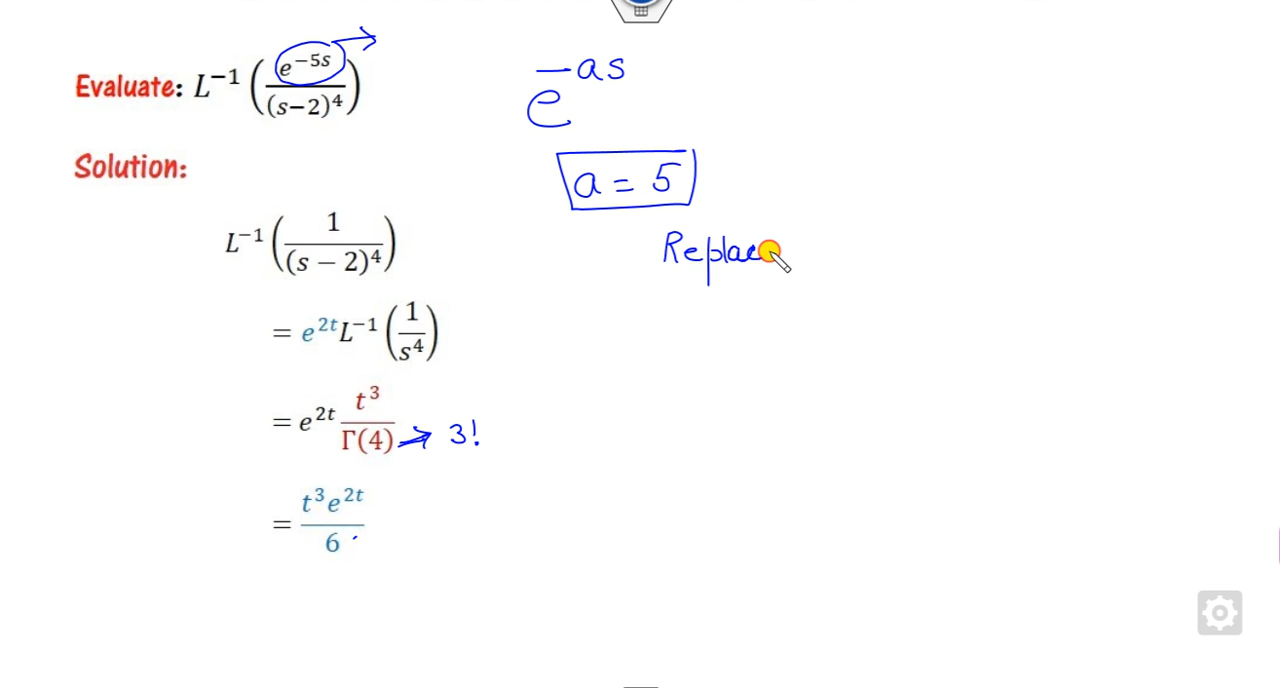 Evaluate: L⁻¹ (e⁻⁵ˢ / (s−2)⁴)
e⁻ᵃˢ
Solution:
a = 5
L⁻¹ (1 / (s − 2)⁴)
Replac
= e²ᵗL⁻¹ (1 / s⁴)
= e²ᵗ t³ / Γ(4) → 3!
= t³e²ᵗ / 6